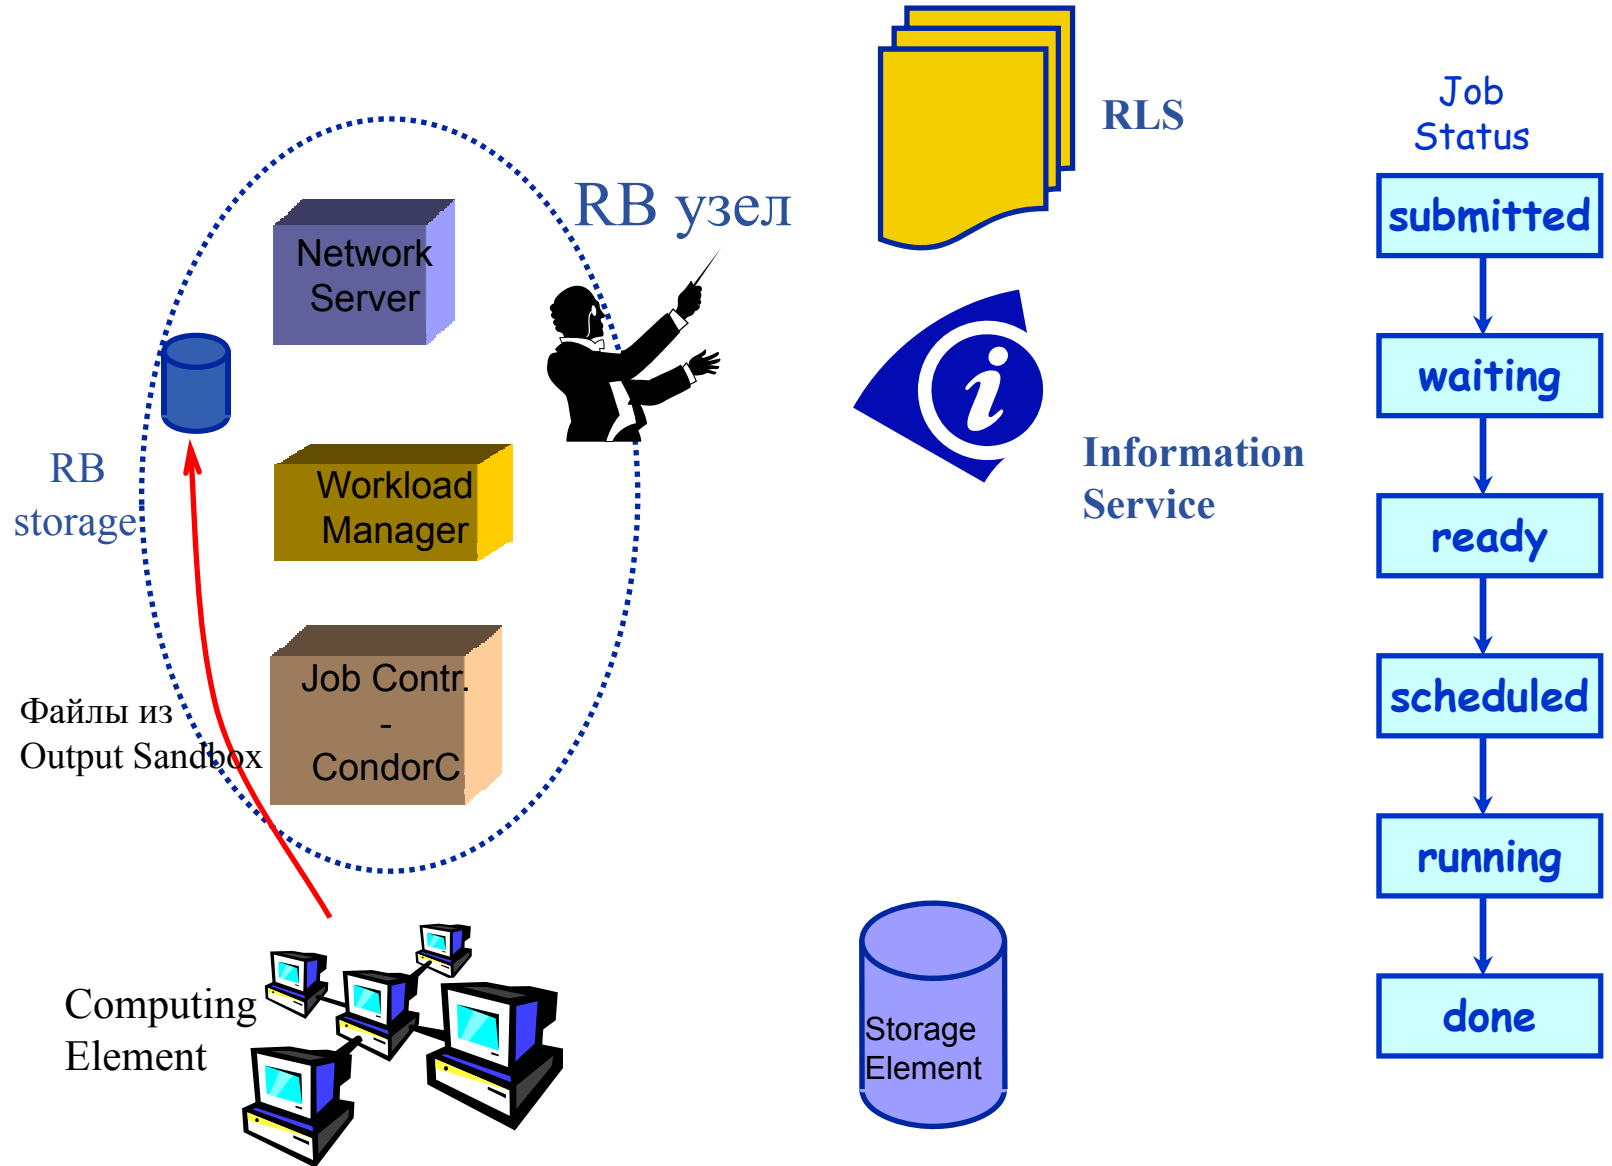 RLS
Job
Status
RB узел
submitted
Network
Server
waiting
Information
Service
RB
storage
Workload
Manager
ready
Job Contr.
-
CondorC
scheduled
Файлы из
Output Sandbox
running
Computing
Element
Storage
Element
done